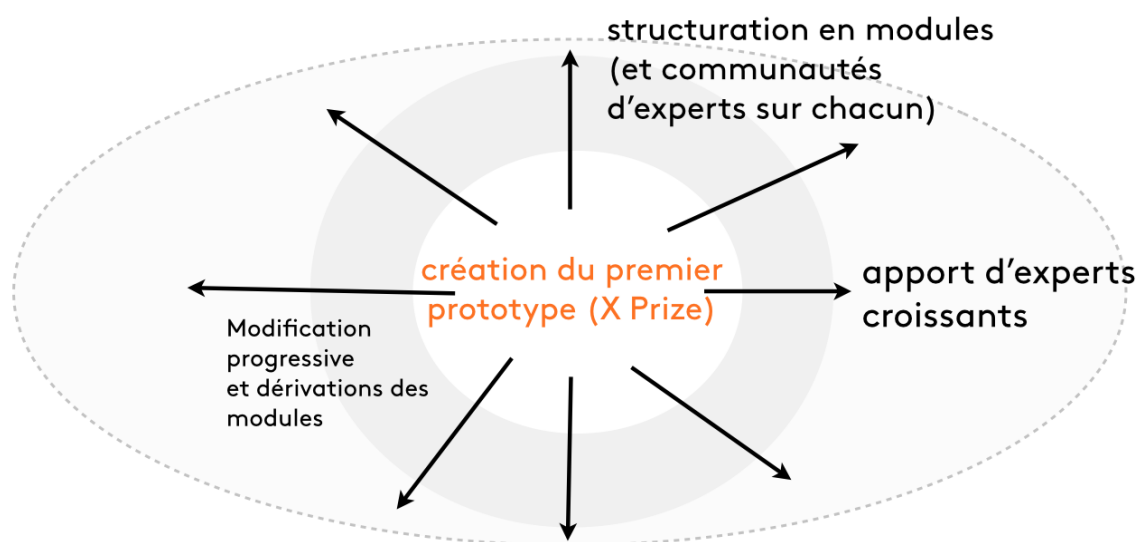 structuration en modules
(et communautés
d’experts sur chacun)
création du premier
prototype (X Prize)
apport d’experts
croissants
Modification
progressive
et dérivations des
modules